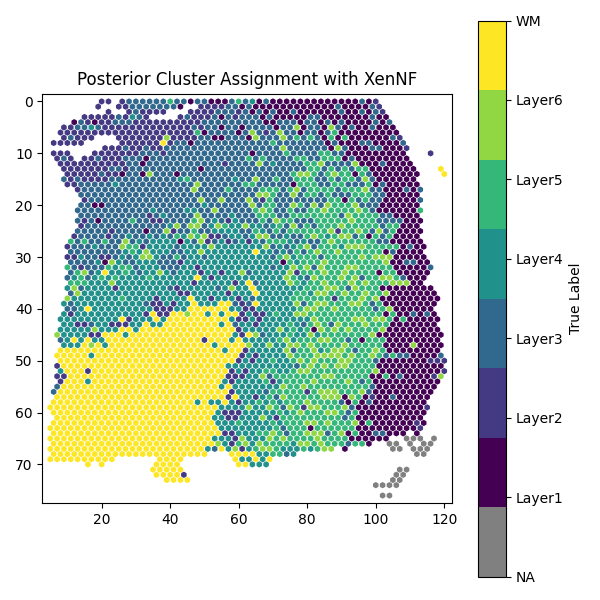 Posterior Cluster Assignment with XenNF
0
10
20
30
40
50
60
70
20
40
60
80
100
120
WM
Layer6
Layer5
Layer4
Layer3
Layer2
Layer1
NA
True Label